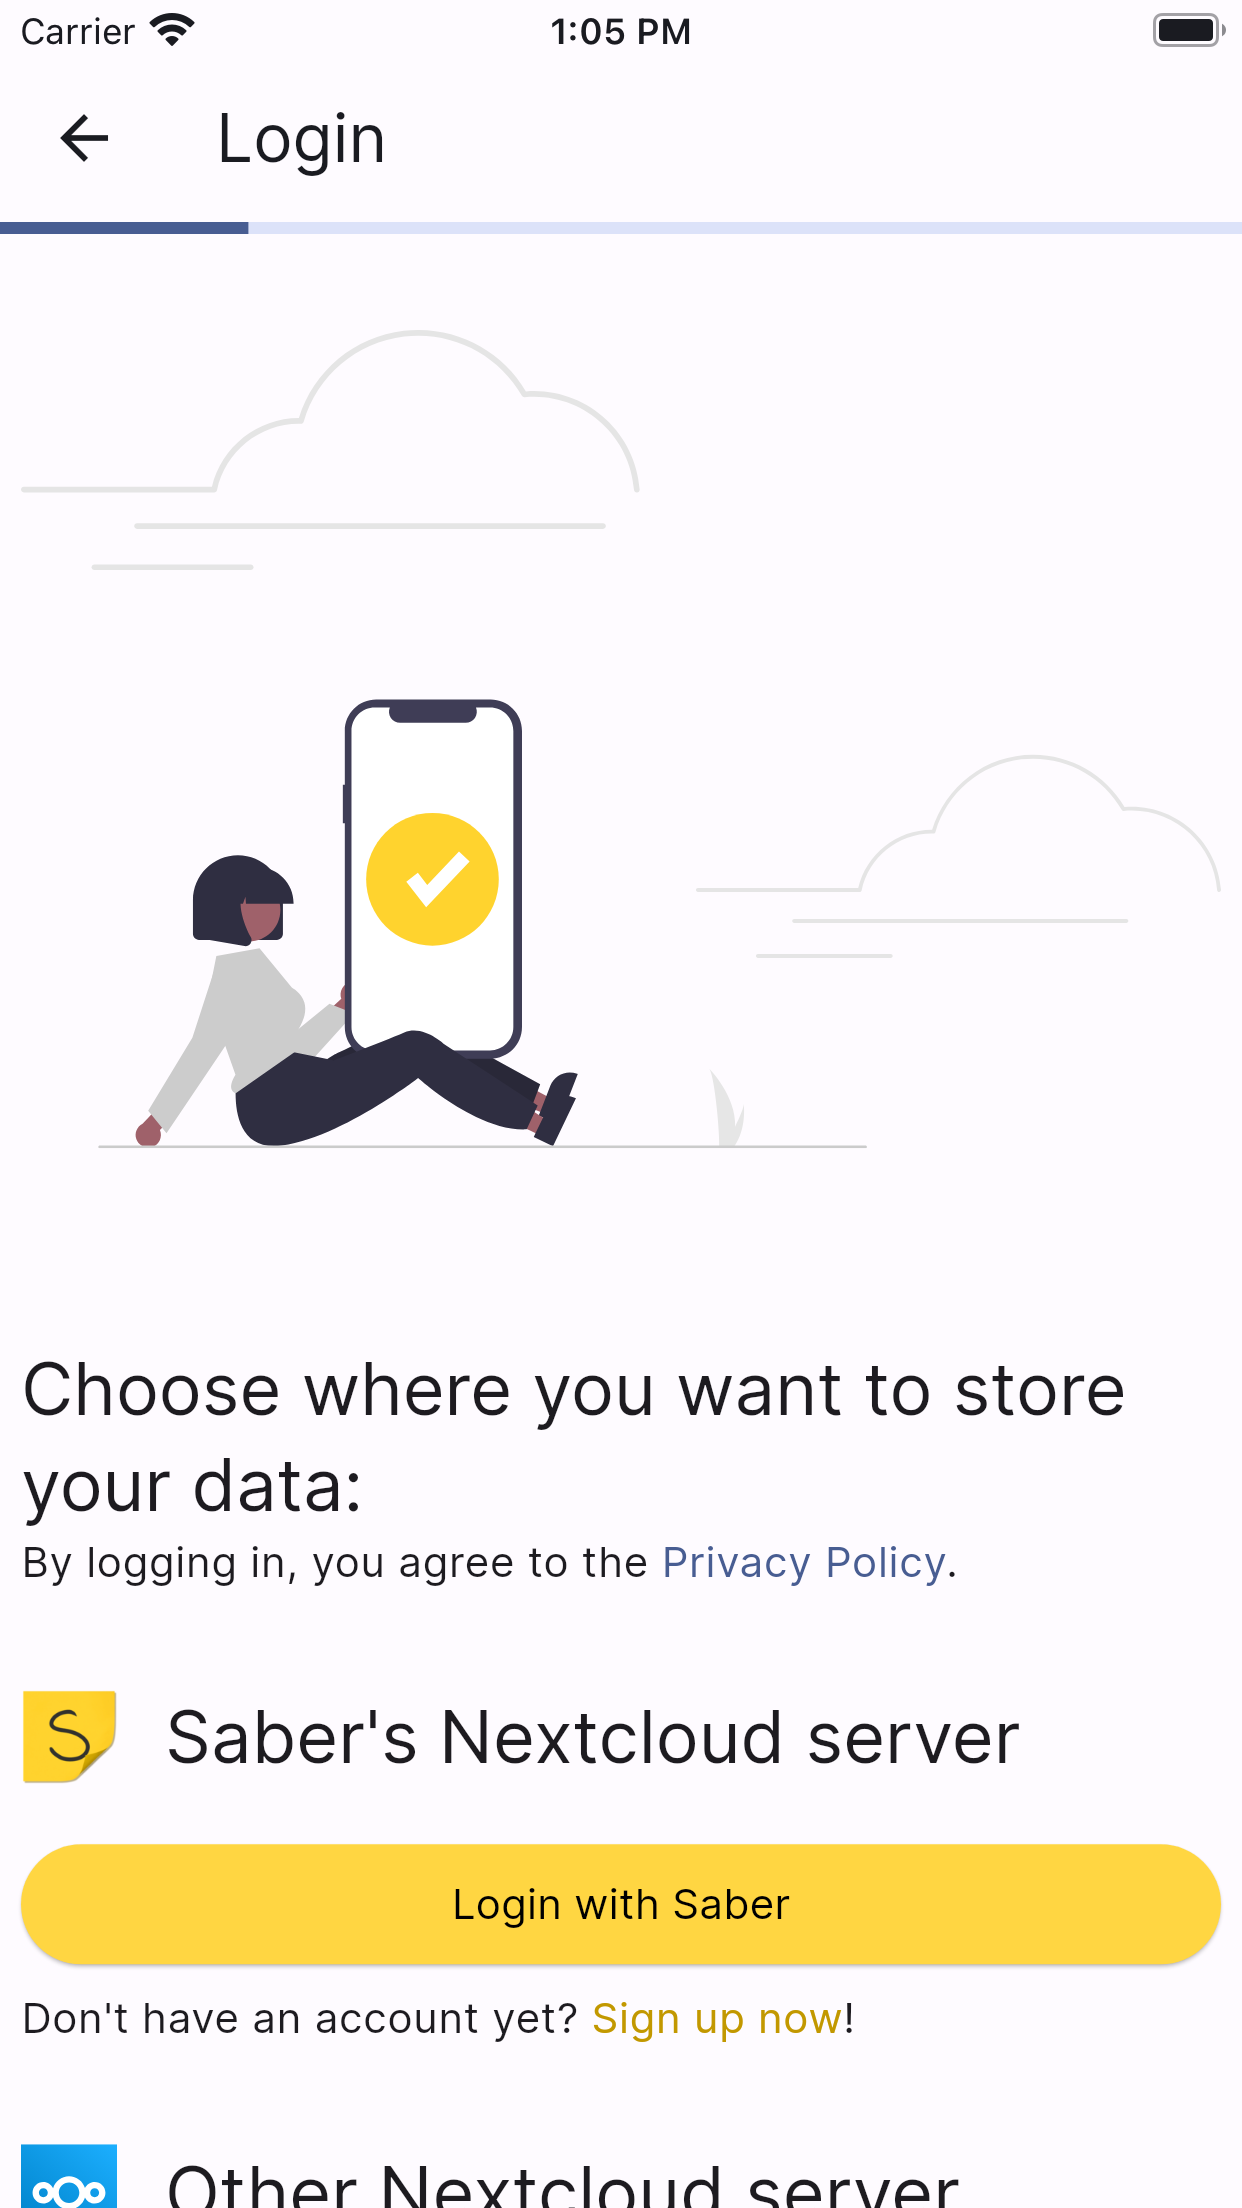 Carrier 1:05 PM
Login
Choose where you want to store
your data:
By logging in, you agree to the Privacy Policy.
S
Saber's Nextcloud server
Login with Saber
Don't have an account yet? Sign up now!
Other Nextcloud server